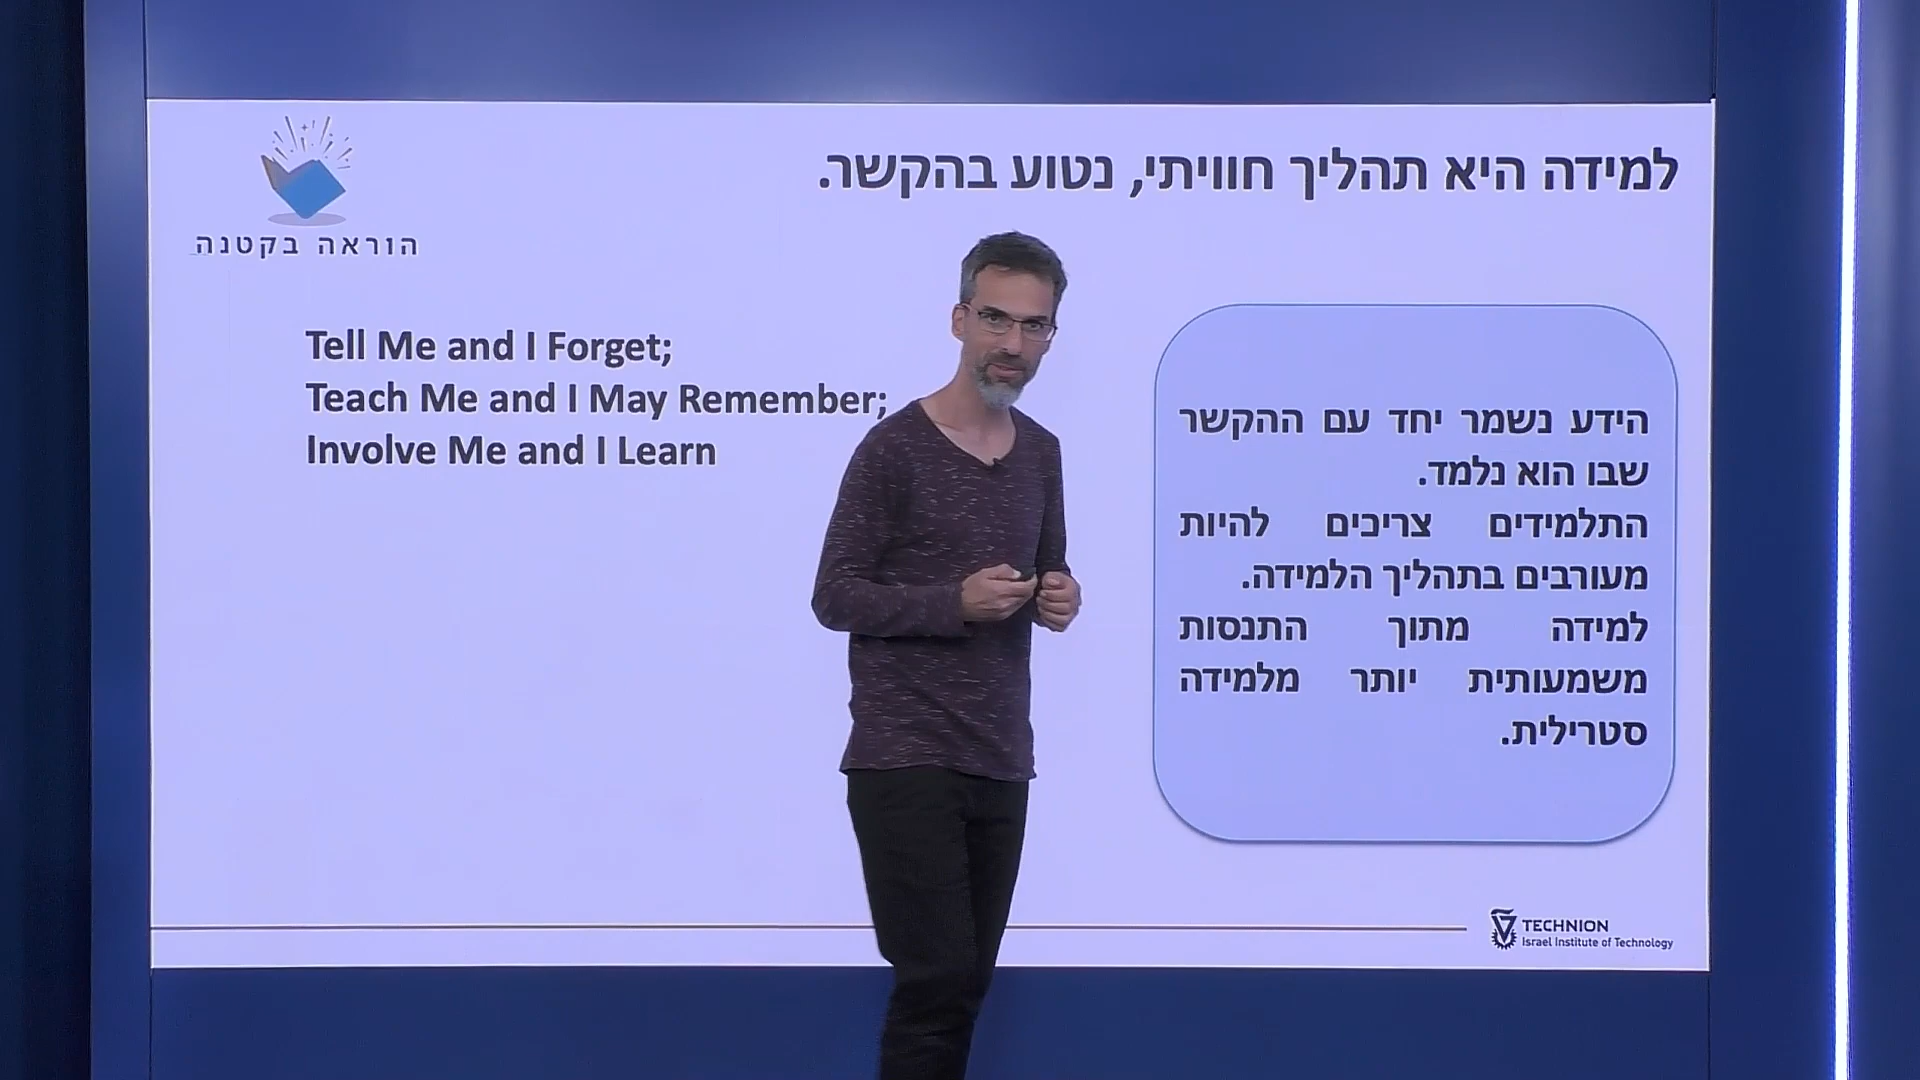 למידה היא תהליך חוויתי, נטוע בהקשר.
הוראה בקטנה
Tell Me and I Forget;
Teach Me and I May Remember;
Involve Me and I Learn
הידע נשמר יחד עם ההקשר
שבו הוא נלמד.
התלמידים צריכים להיות
מעורבים בתהליך הלמידה.
למידה מתוך התנסות
משמעותית יותר מלמידה
סטרילית.
TECHNION
Israel Institute of Technology